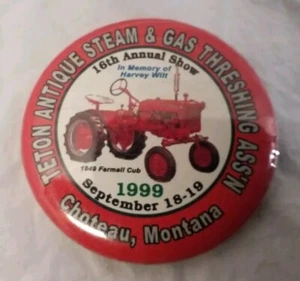 TETON ANTIQUE STEAM & GAS THRESHING ASS'N
16th Annual Show
In Memory of
Harvey Witt
1949 Farmall Cub
1999
September 18-19
Choteau, Montana